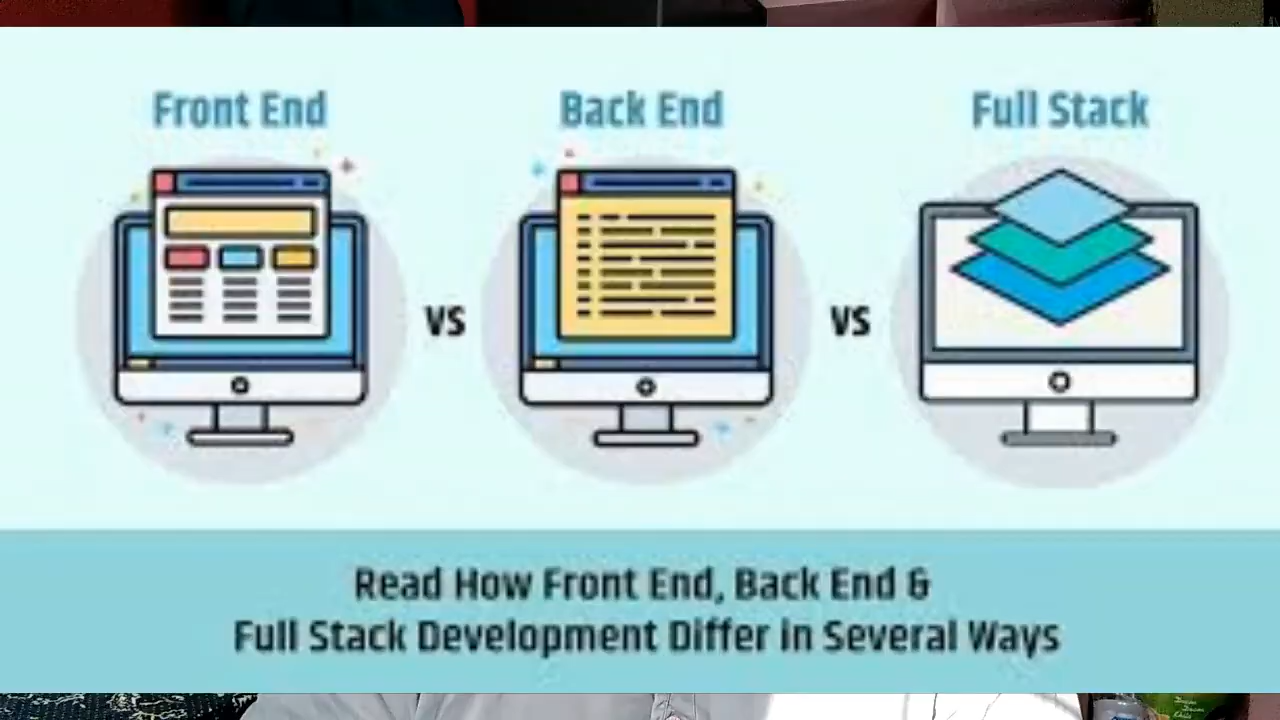 Front End
Back End
Full Stack
VS
VS
Read How Front End, Back End &
Full Stack Development Differ in Several Ways